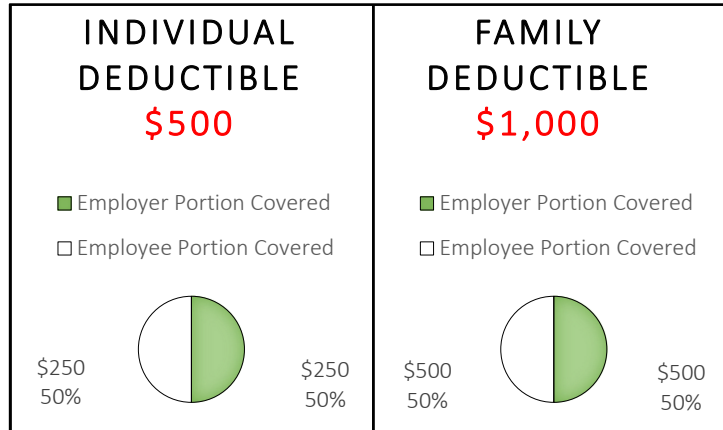 INDIVIDUAL
DEDUCTIBLE
$500
Employer Portion Covered
Employee Portion Covered
$250
50%
$250
50%
FAMILY
DEDUCTIBLE
$1,000
Employer Portion Covered
Employee Portion Covered
$500
50%
$500
50%